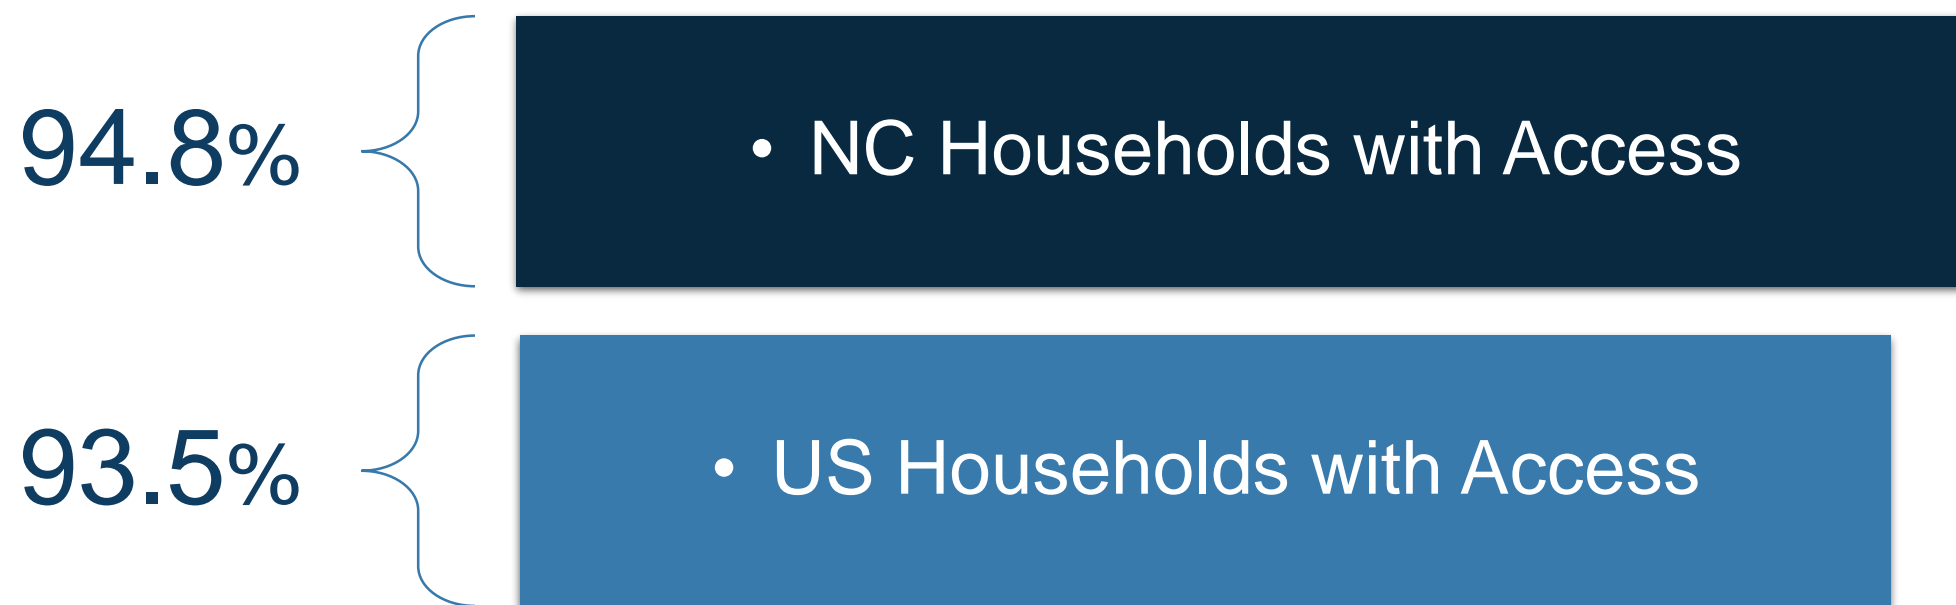 94.8%
• NC Households with Access
93.5%
• US Households with Access